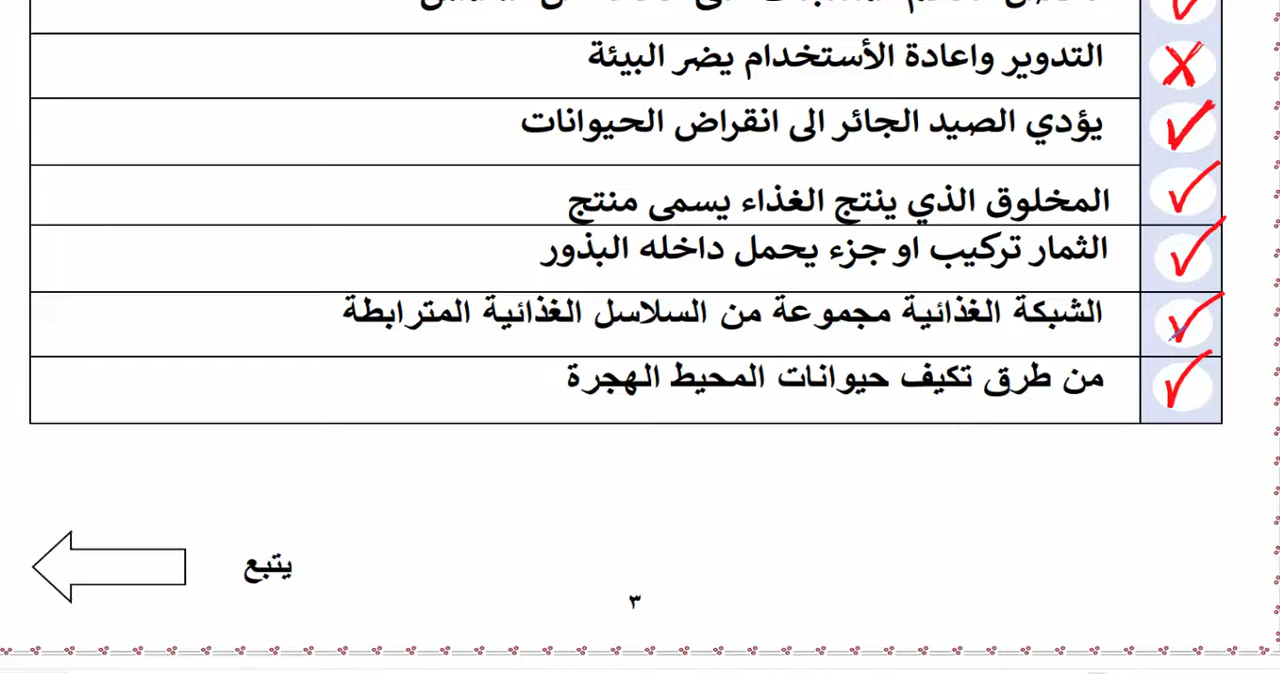 التدوير واعادة الأستخدام يضر البيئة
يؤدي الصيد الجائر الى انقراض الحيوانات
المخلوق الذي ينتج الغذاء يسمى منتج
الثمار تركيب او جزء يحمل داخله البذور
الشبكة الغذائية مجموعة من السلاسل الغذائية المترابطة
من طرق تكيف حيوانات المحيط الهجرة
يتبع
٣